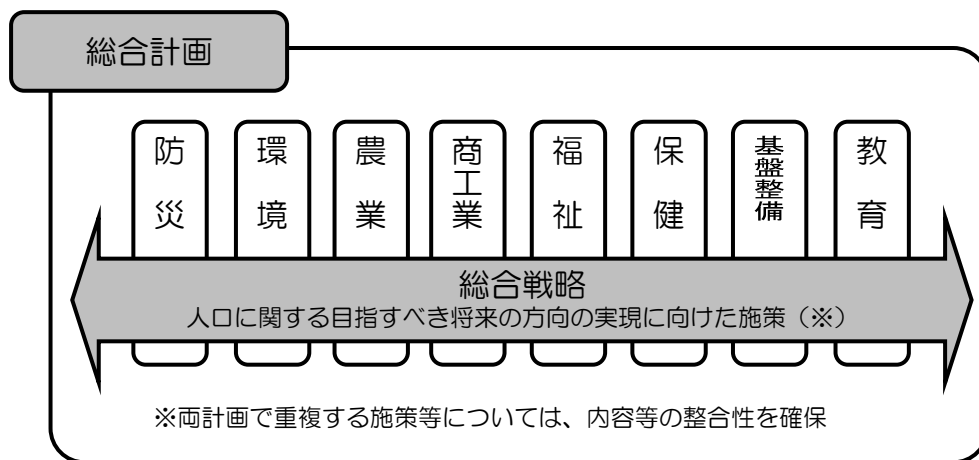 総合計画
防災
環境
農業
商工業
福祉
保健
基盤整備
教育
総合戦略
人口に関する目指すべき将来の方向の実現に向けた施策（※）
※両計画で重複する施策等については、内容等の整合性を確保